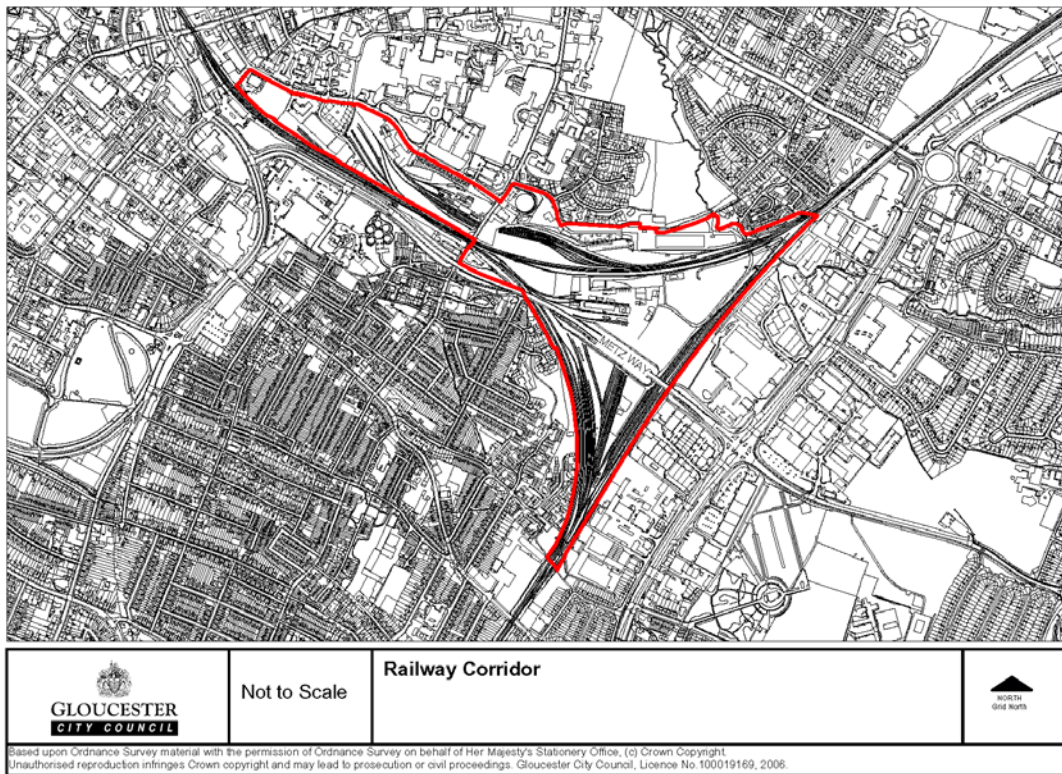 METZ WAY
GLOUCESTER
CITY COUNCIL
Not to Scale
Railway Corridor
NORTH
Grid North
Based upon Ordnance Survey material with the permission of Ordnance Survey on behalf of Her Majesty's Stationery Office, (c) Crown Copyright.
Unauthorised reproduction infringes Crown copyright and may lead to prosecution or civil proceedings. Gloucester City Council, Licence No.100019169, 2006.